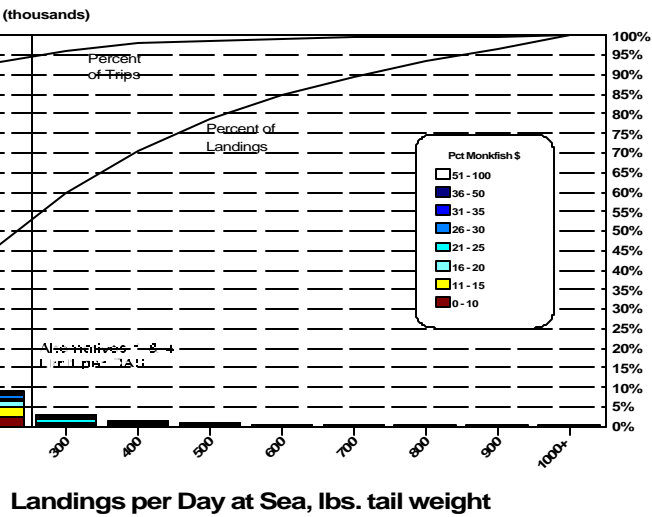 (thousands)
100%
95%
90%
85%
80%
75%
70%
65%
60%
55%
50%
45%
40%
35%
30%
25%
20%
15%
10%
5%
0%
Percent
of Trips
Percent of
Landings
Pct Monkfish $
51 - 100
36 - 50
31 - 35
26 - 30
21 - 25
16 - 20
11 - 15
0 - 10
Alternatives
per DAS
300
400
500
600
700
800
900
1000+
Landings per Day at Sea, lbs. tail weight